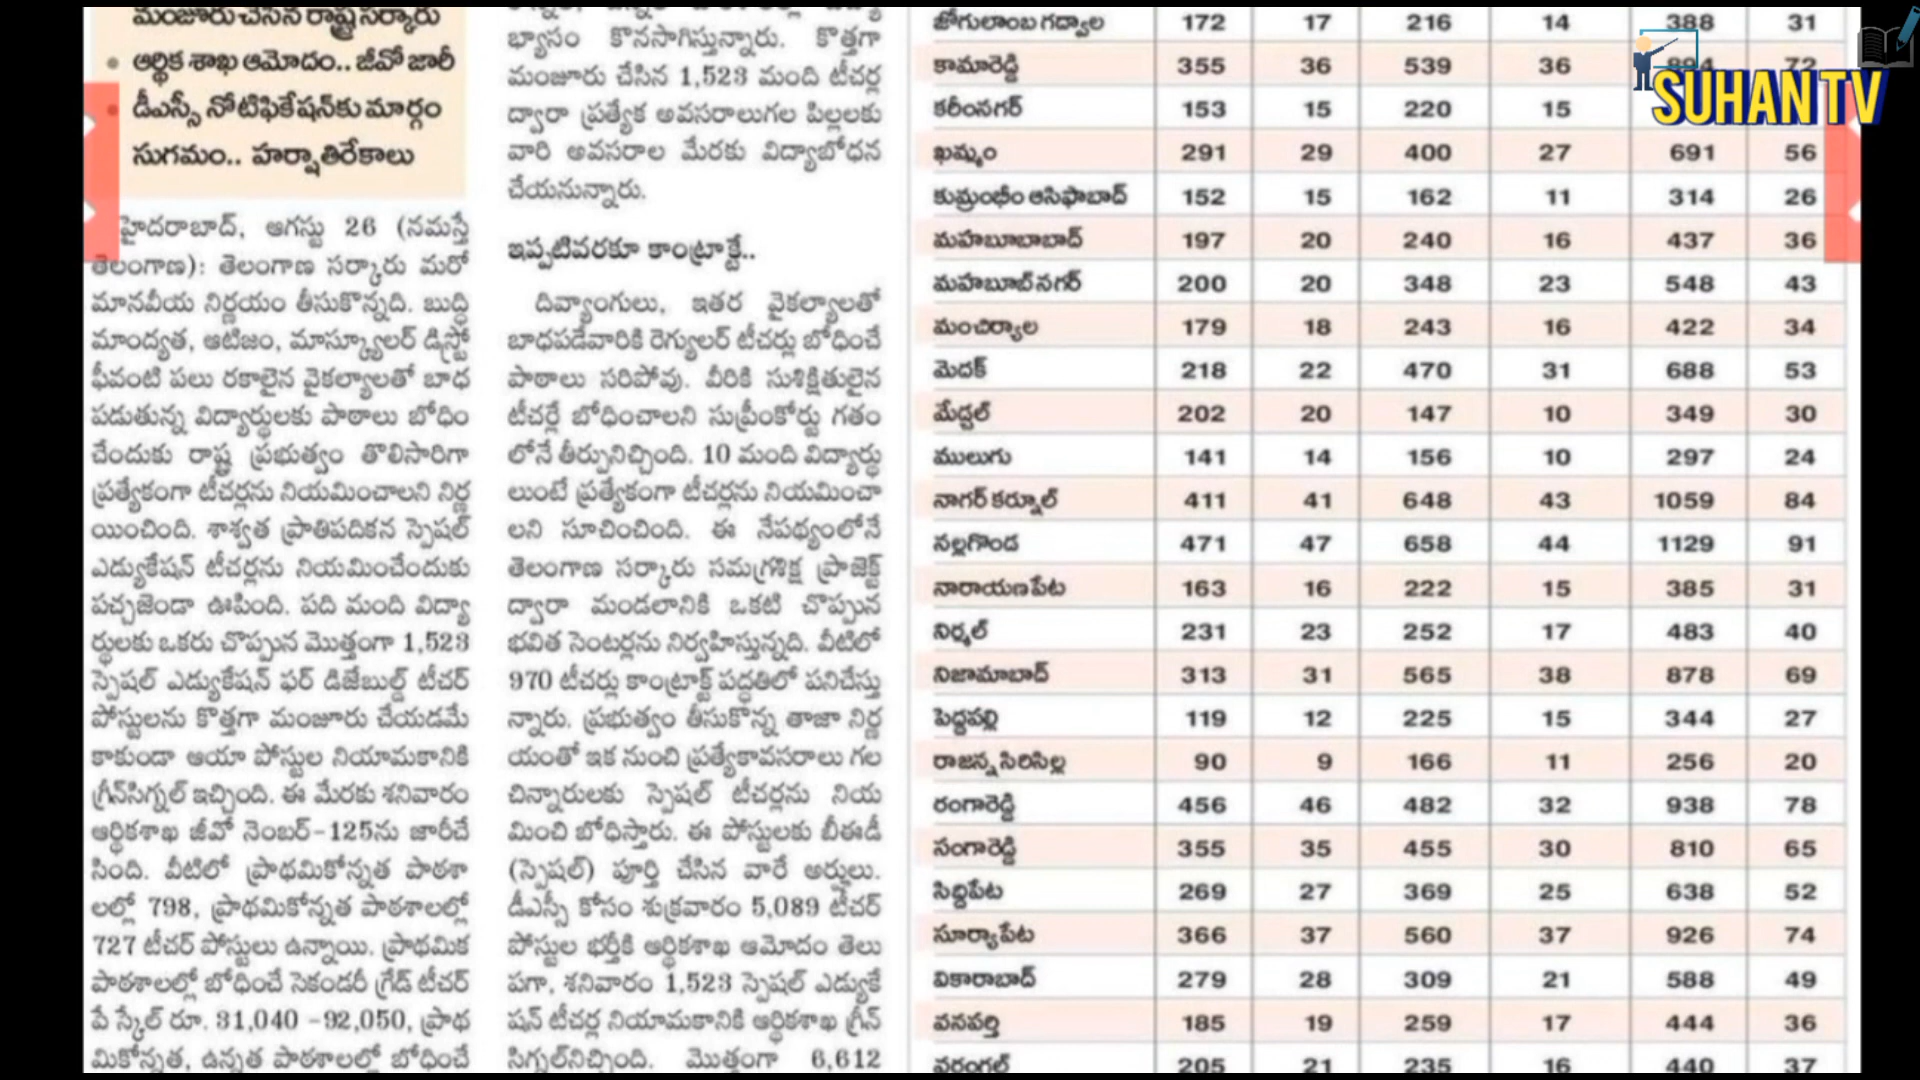 మంజూరు చేసిన రాష్ట్ర సర్కారు
• ఆర్థిక శాఖ ఆమోదం.. జీవో జారీ
• డీఎస్సీ నోటిఫికేషన్‌కు మార్గం
సుగమం.. హర్షాతిరేకాలు
హైదరాబాద్, ఆగస్టు 26 (నమస్తే
తెలంగాణ): తెలంగాణ సర్కారు మరో
మానవీయ నిర్ణయం తీసుకొన్నది. బుద్ధి
మాంద్యత, ఆటిజం, మాస్క్యూలర్ డిస్ట్రో
ఫీవంటి పలు రకాలైన వైకల్యాలతో బాధ
పడుతున్న విద్యార్థులకు పాఠాలు బోధిం
చేందుకు రాష్ట్ర ప్రభుత్వం తొలిసారిగా
ప్రత్యేకంగా టీచర్లను నియమించాలని నిర్ణ
యించింది. శాశ్వత ప్రాతిపదికన స్పెషల్
ఎడ్యుకేషన్ టీచర్లను నియమించేందుకు
పచ్చజెండా ఊపింది. పది మంది విద్యా
ర్థులకు ఒకరు చొప్పున మొత్తంగా 1,523
స్పెషల్ ఎడ్యుకేషన్ ఫర్ డిజేబుల్డ్ టీచర్
పోస్టులను కొత్తగా మంజూరు చేయడమే
కాకుండా ఆయా పోస్టుల నియామకానికి
గ్రీన్‌సిగ్నల్ ఇచ్చింది. ఈ మేరకు శనివారం
ఆర్థికశాఖ జీవో నెంబర్-125ను జారీచే
సింది. వీటిలో ప్రాథమికోన్నత పాఠశా
లల్లో 798, ప్రాథమికోన్నత పాఠశాలల్లో
727 టీచర్ పోస్టులు ఉన్నాయి. ప్రాథమిక
పాఠశాలల్లో బోధించే సెకండరీ గ్రేడ్ టీచర్
పే స్కేల్ రూ. 31,040 -92,050, ప్రాథ
మికోన్నత, ఉన్నత పాఠశాలల్లో బోధించే
భ్యాసం కొనసాగిస్తున్నారు. కొత్తగా
మంజూరు చేసిన 1,523 మంది టీచర్ల
ద్వారా ప్రత్యేక అవసరాలుగల పిల్లలకు
వారి అవసరాల మేరకు విద్యాబోధన
చేయనున్నారు.
ఇప్పటివరకూ కాంట్రాక్టే..
దివ్యాంగులు, ఇతర వైకల్యాలతో
బాధపడేవారికి రెగ్యులర్ టీచర్లు బోధించే
పాఠాలు సరిపోవు. వీరికి సుశిక్షితులైన
టీచర్లే బోధించాలని సుప్రీంకోర్టు గతం
లోనే తీర్పునిచ్చింది. 10 మంది విద్యార్థు
లుంటే ప్రత్యేకంగా టీచర్లను నియమించా
లని సూచించింది. ఈ నేపథ్యంలోనే
తెలంగాణ సర్కారు సమగ్రశిక్ష ప్రాజెక్ట్
ద్వారా మండలానికి ఒకటి చొప్పున
భవిత సెంటర్లను నిర్వహిస్తున్నది. వీటిలో
970 టీచర్లు కాంట్రాక్ట్ పద్ధతిలో పనిచేస్తు
న్నారు. ప్రభుత్వం తీసుకొన్న తాజా నిర్ణ
యంతో ఇక నుంచి ప్రత్యేకావసరాలు గల
చిన్నారులకు స్పెషల్ టీచర్లను నియ
మించి బోధిస్తారు. ఈ పోస్టులకు బీఈడీ
(స్పెషల్) పూర్తి చేసిన వారే అర్హులు.
డీఎస్సీ కోసం శుక్రవారం 5,089 టీచర్
పోస్టుల భర్తీకి ఆర్థికశాఖ ఆమోదం తెలు
పగా, శనివారం 1,523 స్పెషల్ ఎడ్యుకే
షన్ టీచర్ల నియామకానికి ఆర్థికశాఖ గ్రీన్
సిగ్నల్‌నిచ్చింది. మొత్తంగా 6,612
జోగులాంబ గద్వాల 172 17 216 14 388 31
కామారెడ్డి 355 36 539 36 894 72
కరీంనగర్ 153 15 220 15
ఖమ్మం 291 29 400 27 691 56
కుమ్రంభీం ఆసిఫాబాద్ 152 15 162 11 314 26
మహబూబాబాద్ 197 20 240 16 437 36
మహబూబ్ నగర్ 200 20 348 23 548 43
మంచిర్యాల 179 18 243 16 422 34
మెదక్ 218 22 470 31 688 53
మేడ్చల్ 202 20 147 10 349 30
ములుగు 141 14 156 10 297 24
నాగర్ కర్నూల్ 411 41 648 43 1059 84
నల్లగొండ 471 47 658 44 1129 91
నారాయణపేట 163 16 222 15 385 31
నిర్మల్ 231 23 252 17 483 40
నిజామాబాద్ 313 31 565 38 878 69
పెద్దపల్లి 119 12 225 15 344 27
రాజన్న సిరిసిల్ల 90 9 166 11 256 20
రంగారెడ్డి 456 46 482 32 938 78
సంగారెడ్డి 355 35 455 30 810 65
సిద్దిపేట 269 27 369 25 638 52
సూర్యాపేట 366 37 560 37 926 74
వికారాబాద్ 279 28 309 21 588 49
వనపర్తి 185 19 259 17 444 36
వరంగల్ 205 21 235 16 440 37
SUHAN TV